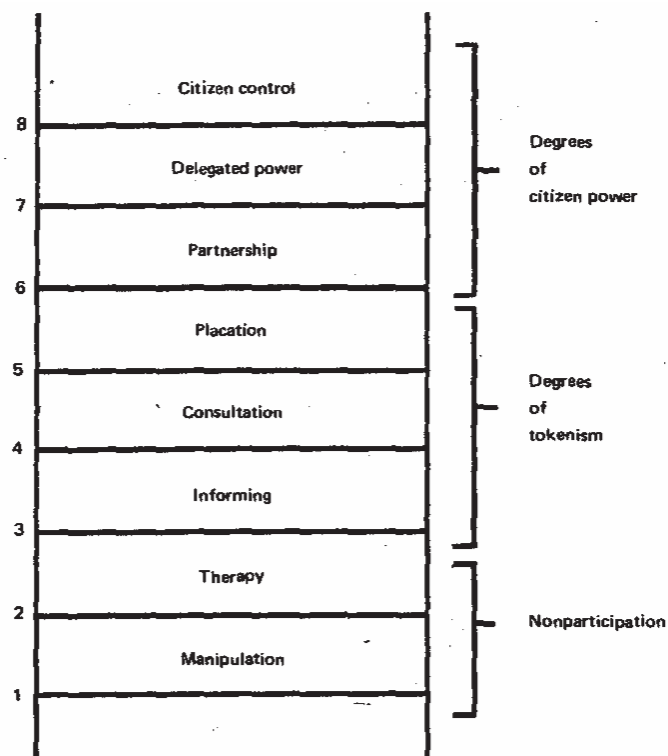 Citizen control
8
Delegated power
7
Partnership
6
Placation
5
Consultation
4
Informing
3
Therapy
2
Manipulation
1
Degrees
of
citizen power
Degrees
of
tokenism
Nonparticipation